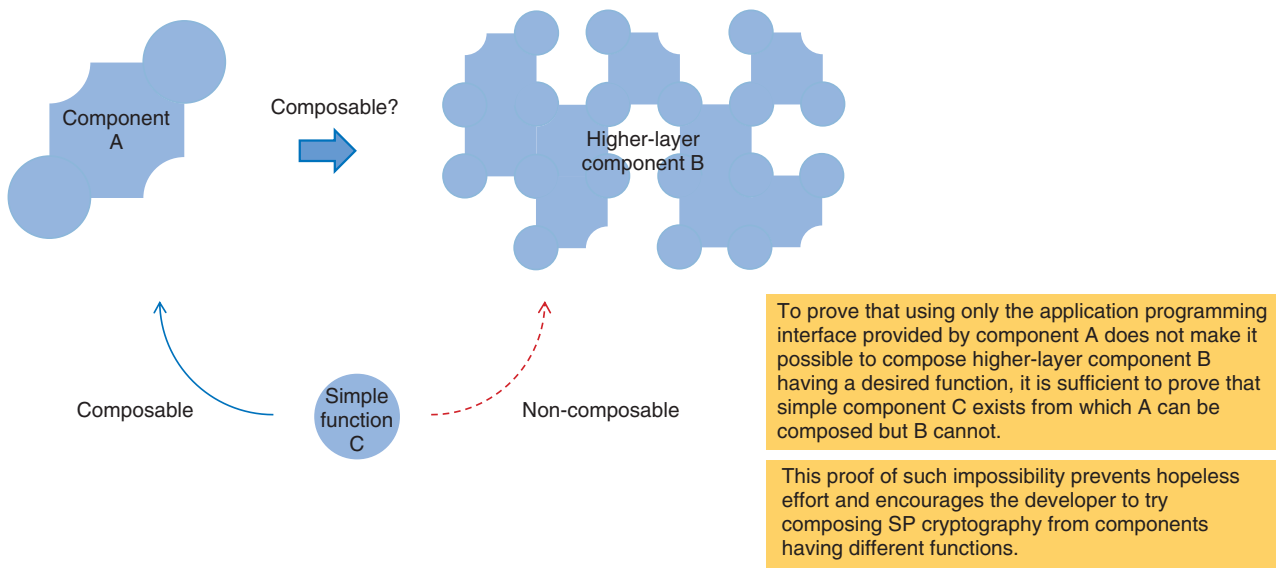 Component
A
Composable?
Higher-layer
component B
Composable
Simple
function
C
Non-composable
To prove that using only the application programming
interface provided by component A does not make it
possible to compose higher-layer component B
having a desired function, it is sufficient to prove that
simple component C exists from which A can be
composed but B cannot.
This proof of such impossibility prevents hopeless
effort and encourages the developer to try
composing SP cryptography from components
having different functions.